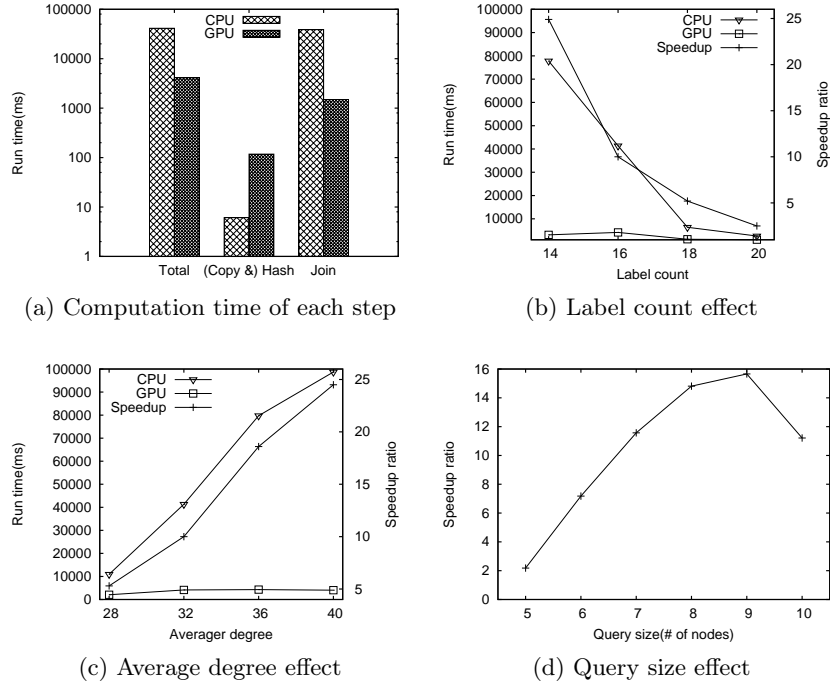 100000
10000
1000
100
10
1
Run time(ms)
CPU
GPU
Total
(Copy &) Hash
Join
(a) Computation time of each step
100000
90000
80000
70000
60000
50000
40000
30000
20000
10000
Run time(ms)
CPU
GPU
Speedup
25
20
15
10
5
Speedup ratio
14
16
18
20
Label count
(b) Label count effect
100000
90000
80000
70000
60000
50000
40000
30000
20000
10000
0
Run time(ms)
CPU
GPU
Speedup
25
20
15
10
5
Speedup ratio
28
32
36
40
Averager degree
(c) Average degree effect
16
14
12
10
8
6
4
2
0
Speedup ratio
5
6
7
8
9
10
Query size(# of nodes)
(d) Query size effect